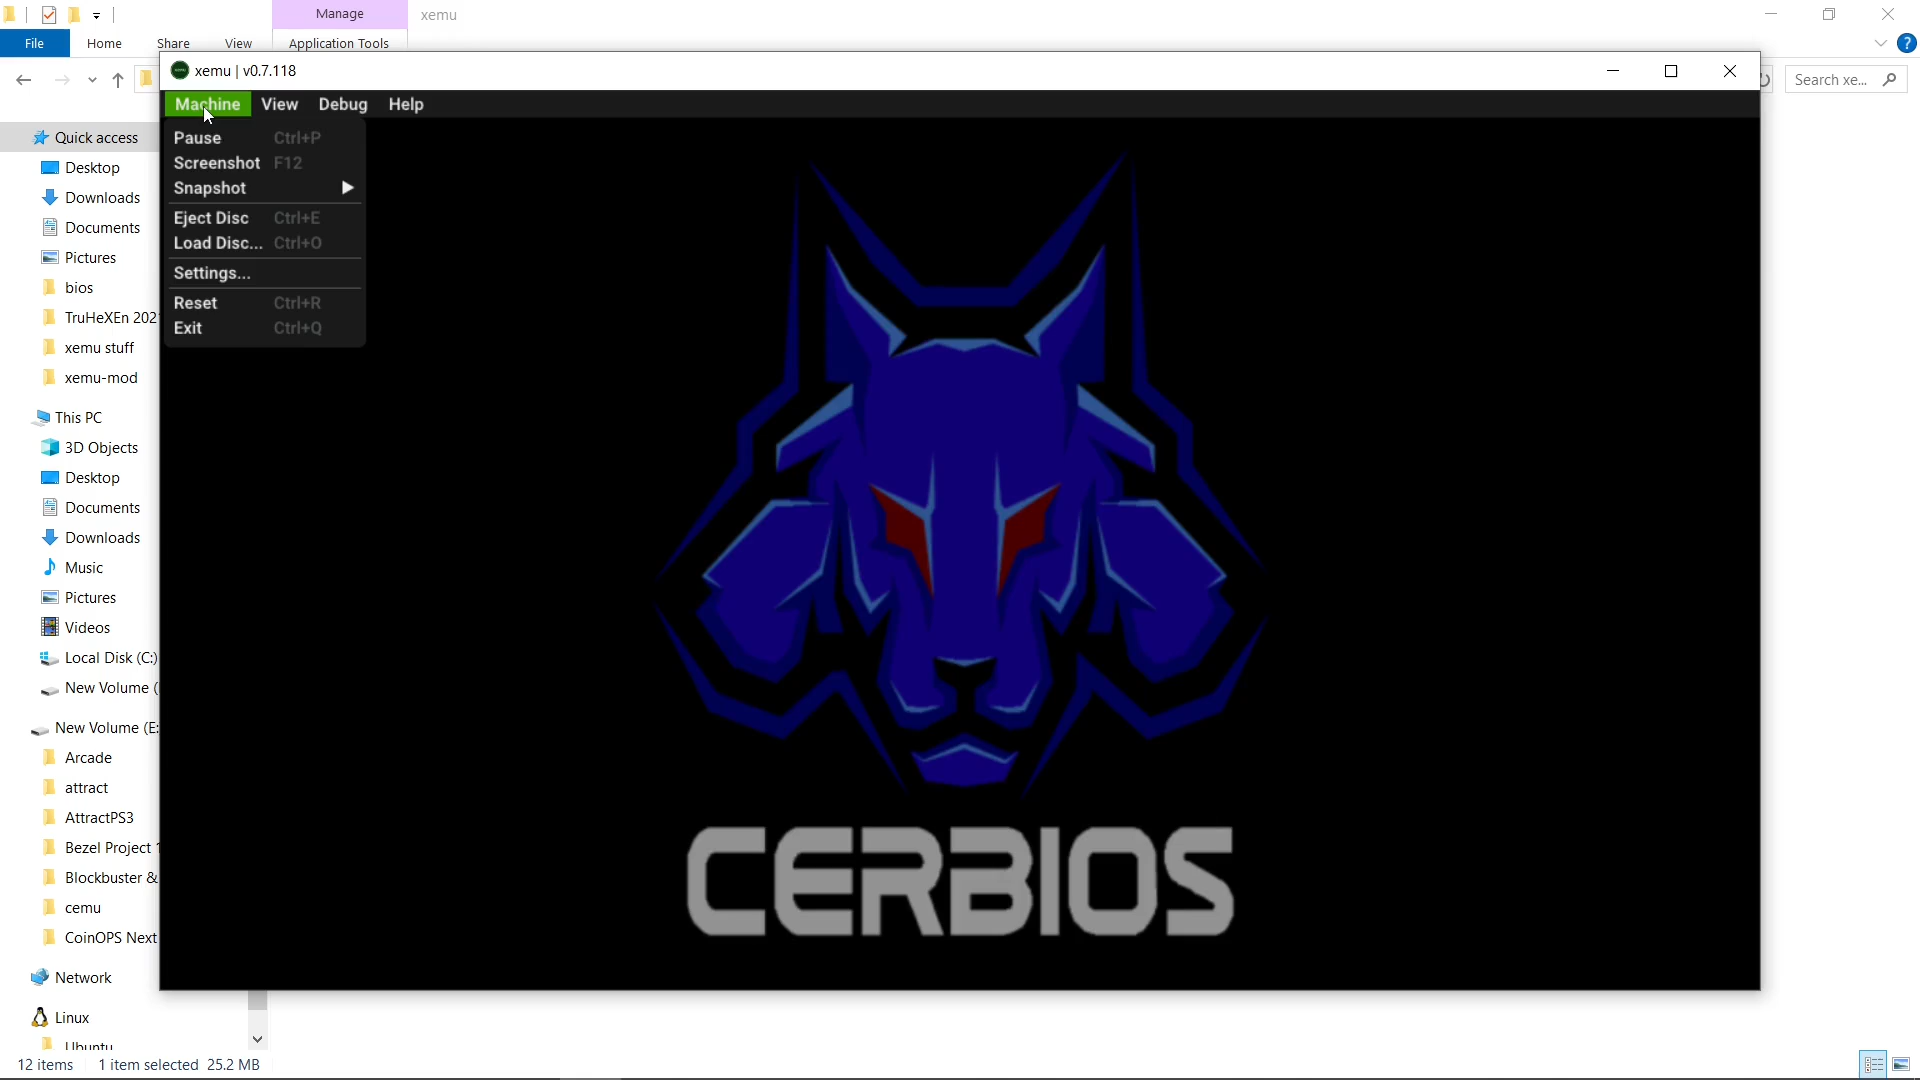 Manage
xemu
File
Home
Share
View
Application Tools
xemu | v0.7.118
Search xe...
Machine
View
Debug
Help
Pause Ctrl+P
Screenshot F12
Snapshot
Eject Disc Ctrl+E
Load Disc... Ctrl+O
Settings...
Reset Ctrl+R
Exit Ctrl+Q
Quick access
Desktop
Downloads
Documents
Pictures
bios
TruHeXEn 202
xemu stuff
xemu-mod
This PC
3D Objects
Desktop
Documents
Downloads
Music
Pictures
Videos
Local Disk (C:)
New Volume (
New Volume (E:
Arcade
attract
AttractPS3
Bezel Project 1
Blockbuster &
cemu
CoinOPS Next
Network
Linux
Ubuntu
CERBIOS
12 items
1 item selected 25.2 MB